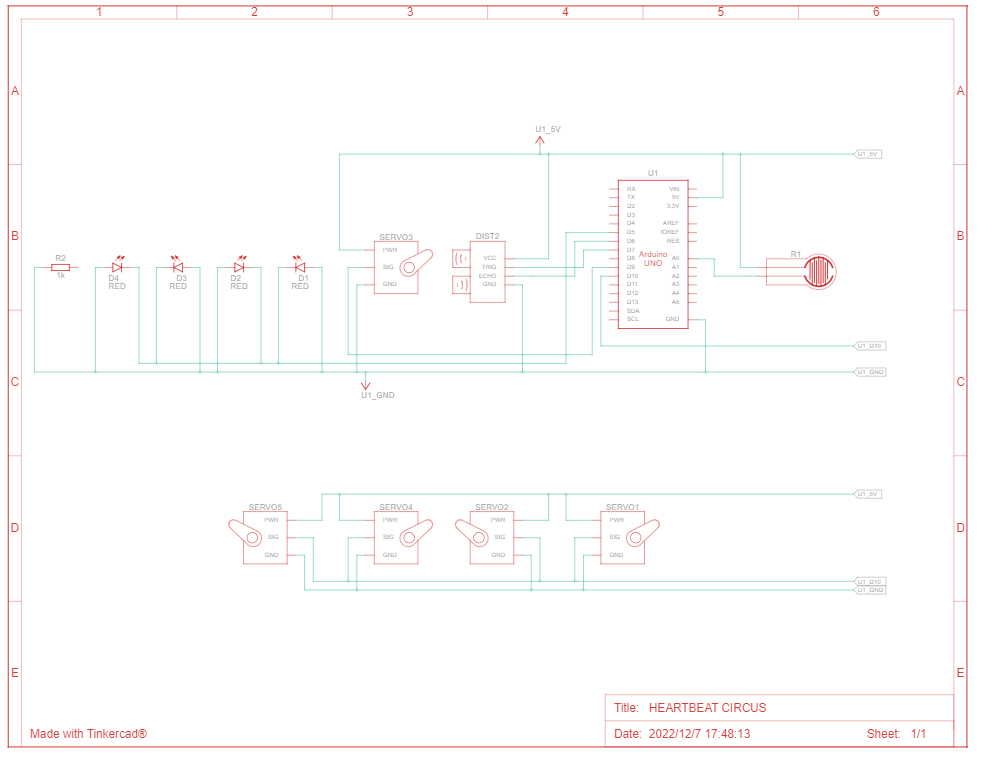 1 2 3 4 5 6
A A
U1_5V
U1_5V
B B
U1
RX VIN
TX 5V
D2 3.3V
D3
D4 AREF
D5 IOREF
D6 RES
D7
D8 A0
D9 A1
D10 A2
D11 A3
D12 A4
D13 A5
SDA
SCL GND
Arduino
UNO
SERVO3
PWR
SIG
GND
DIST2
VCC
TRIG
ECHO
GND
R1
R2
1k
D4
RED
D3
RED
D2
RED
D1
RED
U1_D10
U1_GND
C C
U1_GND
U1_5V
D D
SERVO5
PWR
SIG
GND
SERVO4
PWR
SIG
GND
SERVO2
PWR
SIG
GND
SERVO1
PWR
SIG
GND
U1_D10
U1_GND
E E
Title: HEARTBEAT CIRCUS
Made with Tinkercad®
Date: 2022/12/7 17:48:13 Sheet: 1/1